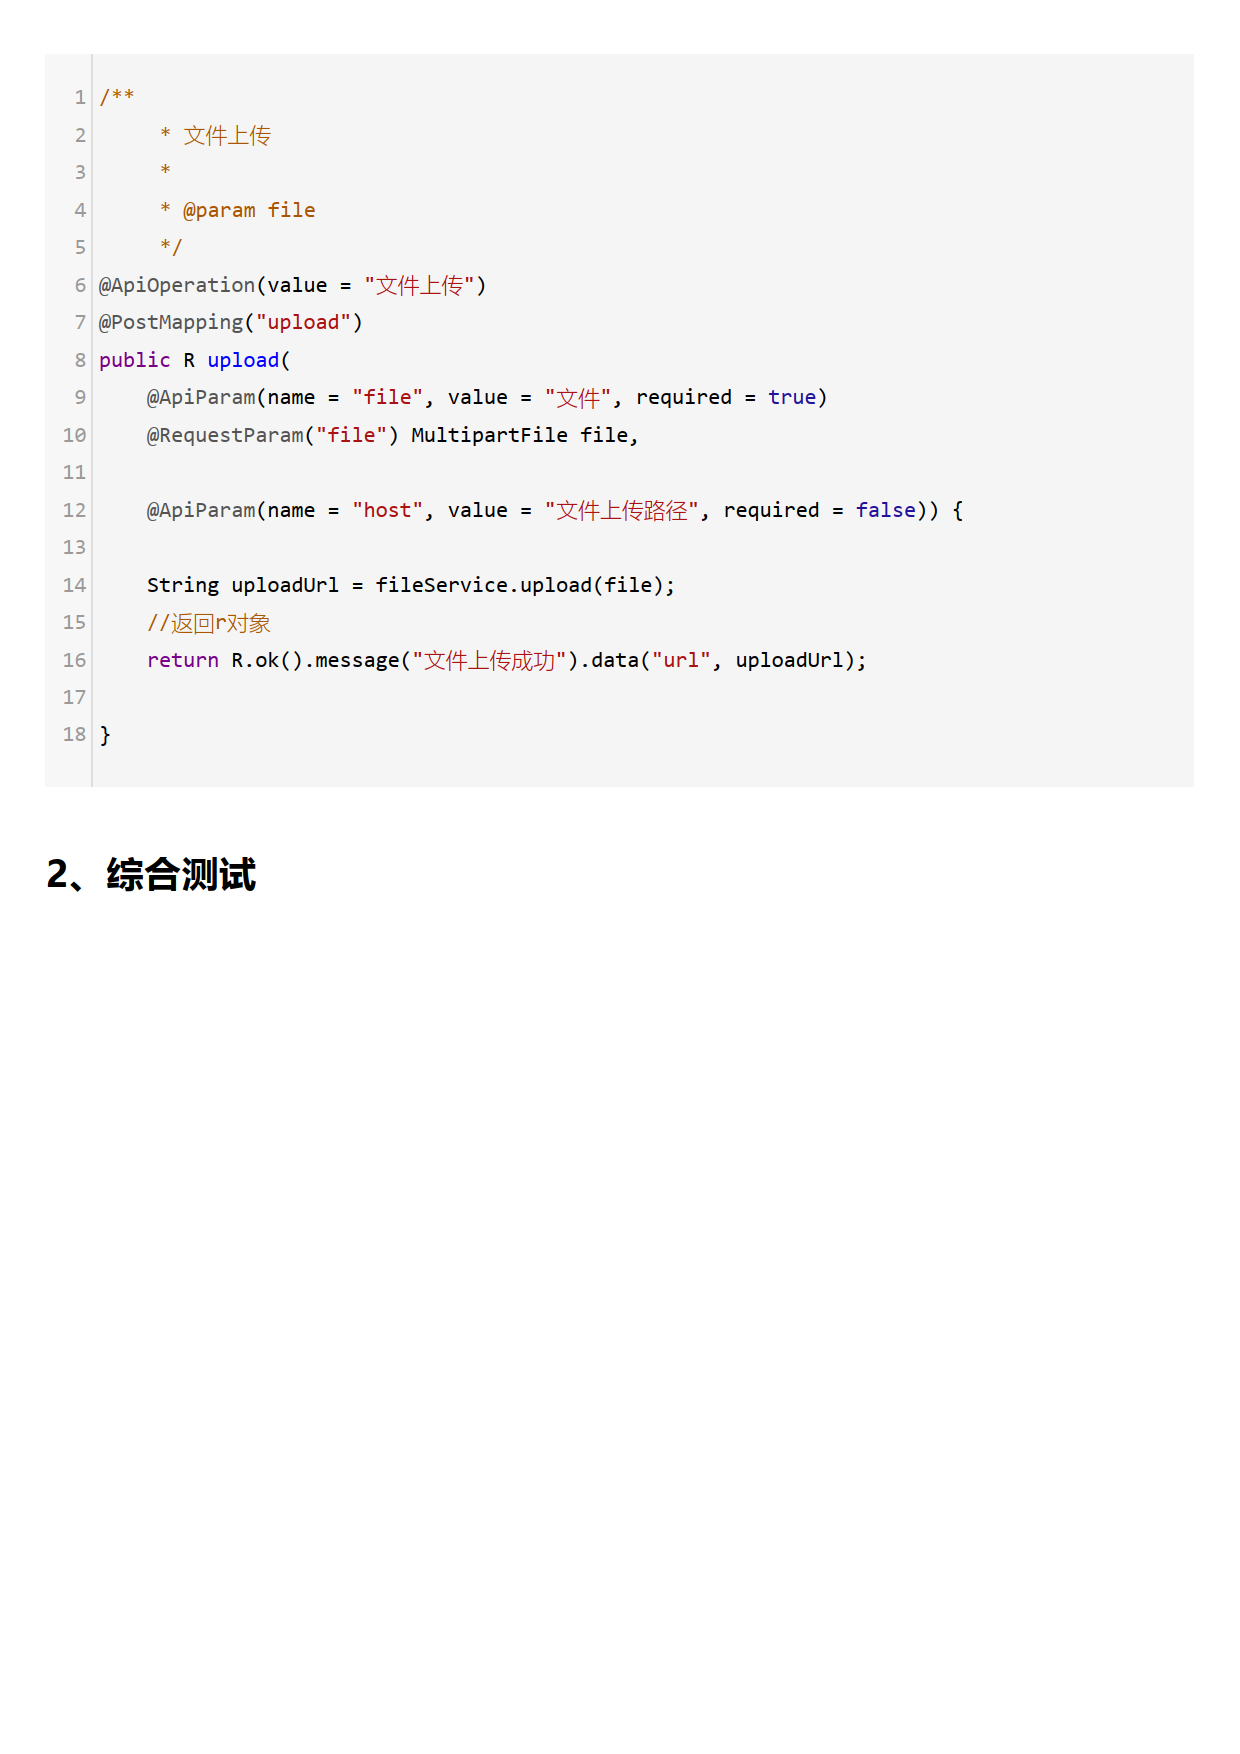 1 /**
2      * 文件上传
3      *
4      * @param file
5      */
6 @ApiOperation(value = "文件上传")
7 @PostMapping("upload")
8 public R upload(
9     @ApiParam(name = "file", value = "文件", required = true)
10     @RequestParam("file") MultipartFile file,
11
12     @ApiParam(name = "host", value = "文件上传路径", required = false)) {
13
14     String uploadUrl = fileService.upload(file);
15     //返回r对象
16     return R.ok().message("文件上传成功").data("url", uploadUrl);
17
18 }
2、综合测试